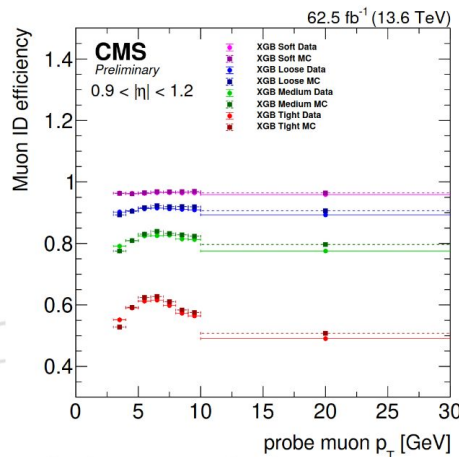 62.5 fb⁻¹ (13.6 TeV)
CMS
Preliminary
0.9 < |η| < 1.2
XGB Soft Data
XGB Soft MC
XGB Loose Data
XGB Loose MC
XGB Medium Data
XGB Medium MC
XGB Tight Data
XGB Tight MC
Muon ID efficiency
1.4
1.2
1
0.8
0.6
0.4
0 5 10 15 20 25 30
probe muon p_T [GeV]